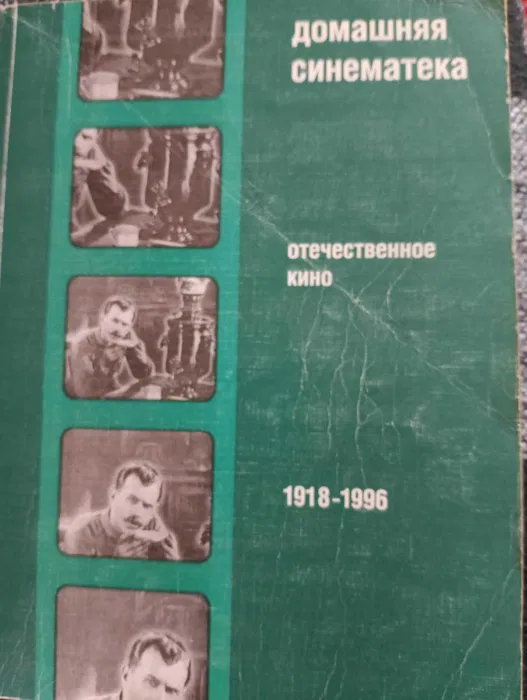 домашняя
синематека
отечественное
кино
1918-1996